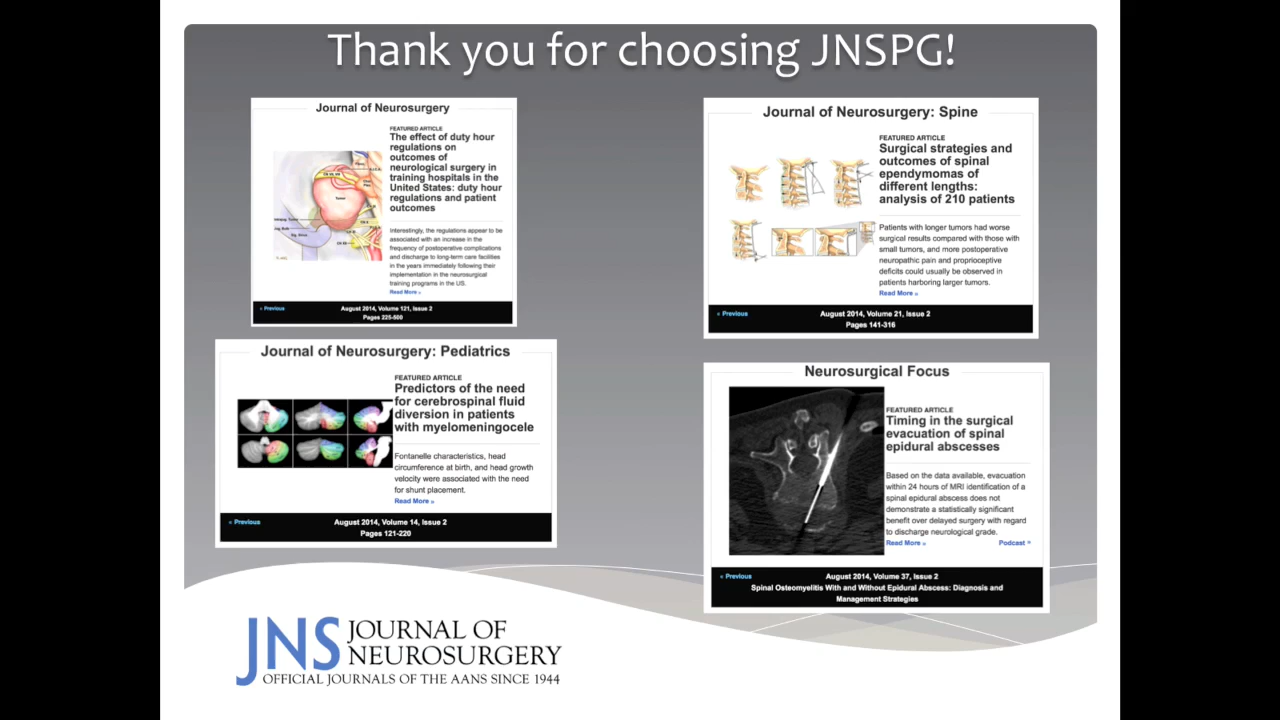 Thank you for choosing JNSPG!
Journal of Neurosurgery
FEATURED ARTICLE
The effect of duty hour
regulations on
outcomes of
neurological surgery in
training hospitals in the
United States: duty hour
regulations and patient
outcomes
Interestingly, the regulations appear to be
associated with an increase in the
frequency of postoperative complications
and discharge to long-term care facilities
in the years immediately following their
implementation in the neurosurgical
training programs in the US.
Read More »
« Previous
August 2014, Volume 121, Issue 2
Pages 225-500
Tumor
Journal of Neurosurgery: Spine
FEATURED ARTICLE
Surgical strategies and
outcomes of spinal
ependymomas of
different lengths:
analysis of 210 patients
Patients with longer tumors had worse
surgical results compared with those with
small tumors, and more postoperative
neuropathic pain and proprioceptive
deficits could usually be observed in
patients harboring larger tumors.
Read More »
« Previous
August 2014, Volume 21, Issue 2
Pages 141-316
Journal of Neurosurgery: Pediatrics
FEATURED ARTICLE
Predictors of the need
for cerebrospinal fluid
diversion in patients
with myelomeningocele
Fontanelle characteristics, head
circumference at birth, and head growth
velocity were associated with the need
for shunt placement.
Read More »
« Previous
August 2014, Volume 14, Issue 2
Pages 121-220
Neurosurgical Focus
FEATURED ARTICLE
Timing in the surgical
evacuation of spinal
epidural abscesses
Based on the data available, evacuation
within 24 hours of MRI identification of a
spinal epidural abscess does not
demonstrate a statistically significant
benefit over delayed surgery with regard
to discharge neurological grade.
Read More »
Podcast »
« Previous
August 2014, Volume 37, Issue 2
Spinal Osteomyelitis With and Without Epidural Abscess: Diagnosis and
Management Strategies
JNS
JOURNAL OF
NEUROSURGERY
OFFICIAL JOURNALS OF THE AANS SINCE 1944